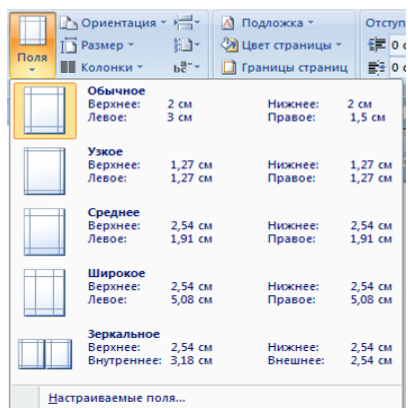 Поля
Ориентация
Размер
Колонки
Подложка
Цвет страницы
Границы страниц
Отступ
0
0
Обычное
Верхнее: 2 см Нижнее: 2 см
Левое: 3 см Правое: 1,5 см
Узкое
Верхнее: 1,27 см Нижнее: 1,27 см
Левое: 1,27 см Правое: 1,27 см
Среднее
Верхнее: 2,54 см Нижнее: 2,54 см
Левое: 1,91 см Правое: 1,91 см
Широкое
Верхнее: 2,54 см Нижнее: 2,54 см
Левое: 5,08 см Правое: 5,08 см
Зеркальное
Верхнее: 2,54 см Нижнее: 2,54 см
Внутреннее: 3,18 см Внешнее: 2,54 см
Настраиваемые поля...